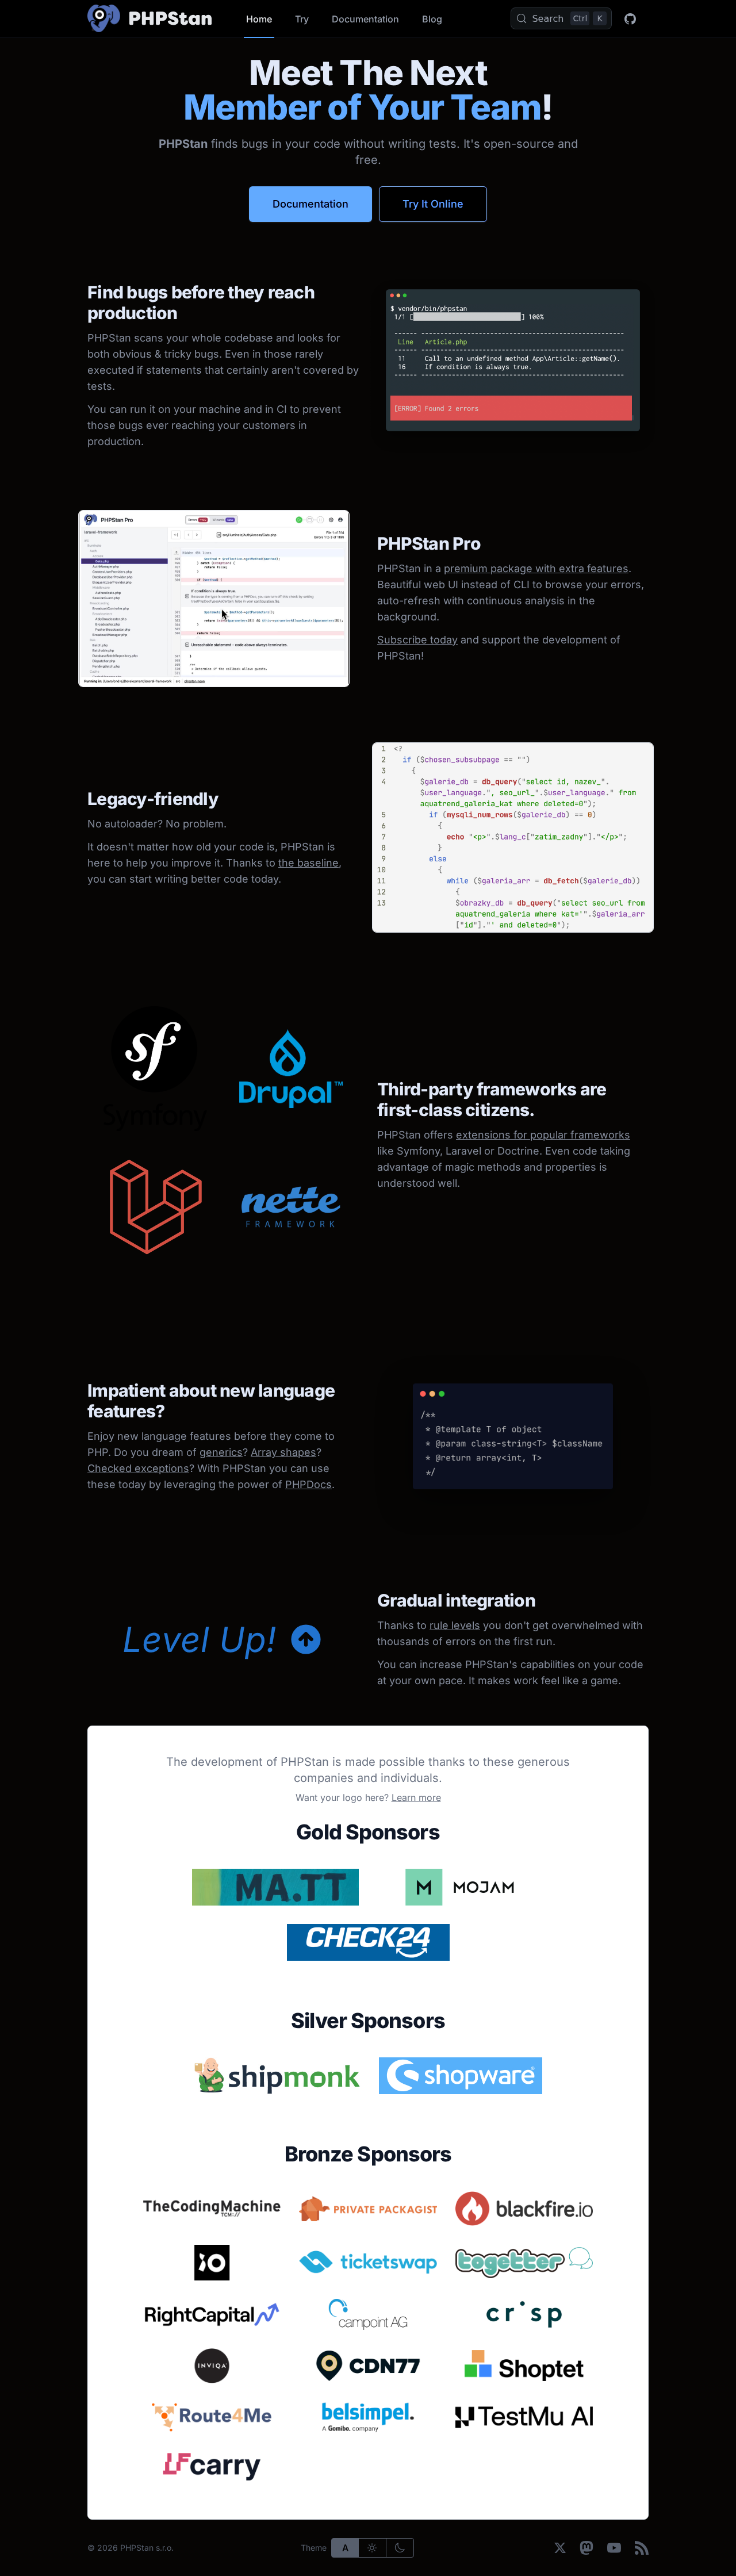 PHPStan
Home
Try
Documentation
Blog
Search
Ctrl
K
Meet The Next
Member of Your Team!
PHPStan finds bugs in your code without writing tests. It's open-source and
free.
Documentation
Try It Online
Find bugs before they reach
production
PHPStan scans your whole codebase and looks for
both obvious & tricky bugs. Even in those rarely
executed if statements that certainly aren't covered by
tests.
You can run it on your machine and in CI to prevent
those bugs ever reaching your customers in
production.
$ vendor/bin/phpstan
1/1 [ ] 100%
Line Article.php
11 Call to an undefined method App\Article::getName().
16 If condition is always true.
[ERROR] Found 2 errors
PHPStan Pro
PHPStan Pro
PHPStan in a premium package with extra features.
Beautiful web UI instead of CLI to browse your errors,
auto-refresh with continuous analysis in the
background.
Subscribe today and support the development of
PHPStan!
Legacy-friendly
No autoloader? No problem.
It doesn't matter how old your code is, PHPStan is
here to help you improve it. Thanks to the baseline,
you can start writing better code today.
1 <?
2 if ($chosen_subsubpage == "")
3 {
4 $galerie_db = db_query("select id, nazev_".
$user_language.", seo_url_".$user_language." from
aquatrend_galeria_kat where deleted=0");
5 if (mysqli_num_rows($galerie_db) == 0)
6 {
7 echo "<p>".$lang_c["zatim_zadny"]."</p>";
8 }
9 else
10 {
11 while ($galeria_arr = db_fetch($galerie_db))
12 {
13 $obrazky_db = db_query("select seo_url from
aquatrend_galeria where kat='".$galeria_arr
["id"]."' and deleted=0");
Symfony
Drupal™
nette
FRAMEWORK
Third-party frameworks are
first-class citizens.
PHPStan offers extensions for popular frameworks
like Symfony, Laravel or Doctrine. Even code taking
advantage of magic methods and properties is
understood well.
Impatient about new language
features?
Enjoy new language features before they come to
PHP. Do you dream of generics? Array shapes?
Checked exceptions? With PHPStan you can use
these today by leveraging the power of PHPDocs.
/**
* @template T of object
* @param class-string<T> $className
* @return array<int, T>
*/
Level Up!
Gradual integration
Thanks to rule levels you don't get overwhelmed with
thousands of errors on the first run.
You can increase PHPStan's capabilities on your code
at your own pace. It makes work feel like a game.
The development of PHPStan is made possible thanks to these generous
companies and individuals.
Want your logo here? Learn more
Gold Sponsors
MA.TT
M MOJAM
CHECK24
Silver Sponsors
shipmonk
shopware
Bronze Sponsors
TheCodingMachine
TCM://
PRIVATE PACKAGIST
blackfire.io
iO
ticketswap
togetter
RightCapital
campoint AG
crisp
INVIQA
CDN77
Shoptet
Route4Me
belsimpel.
A Gomibo. company
TestMu AI
LFcarry
© 2026 PHPStan s.r.o.
Theme
A